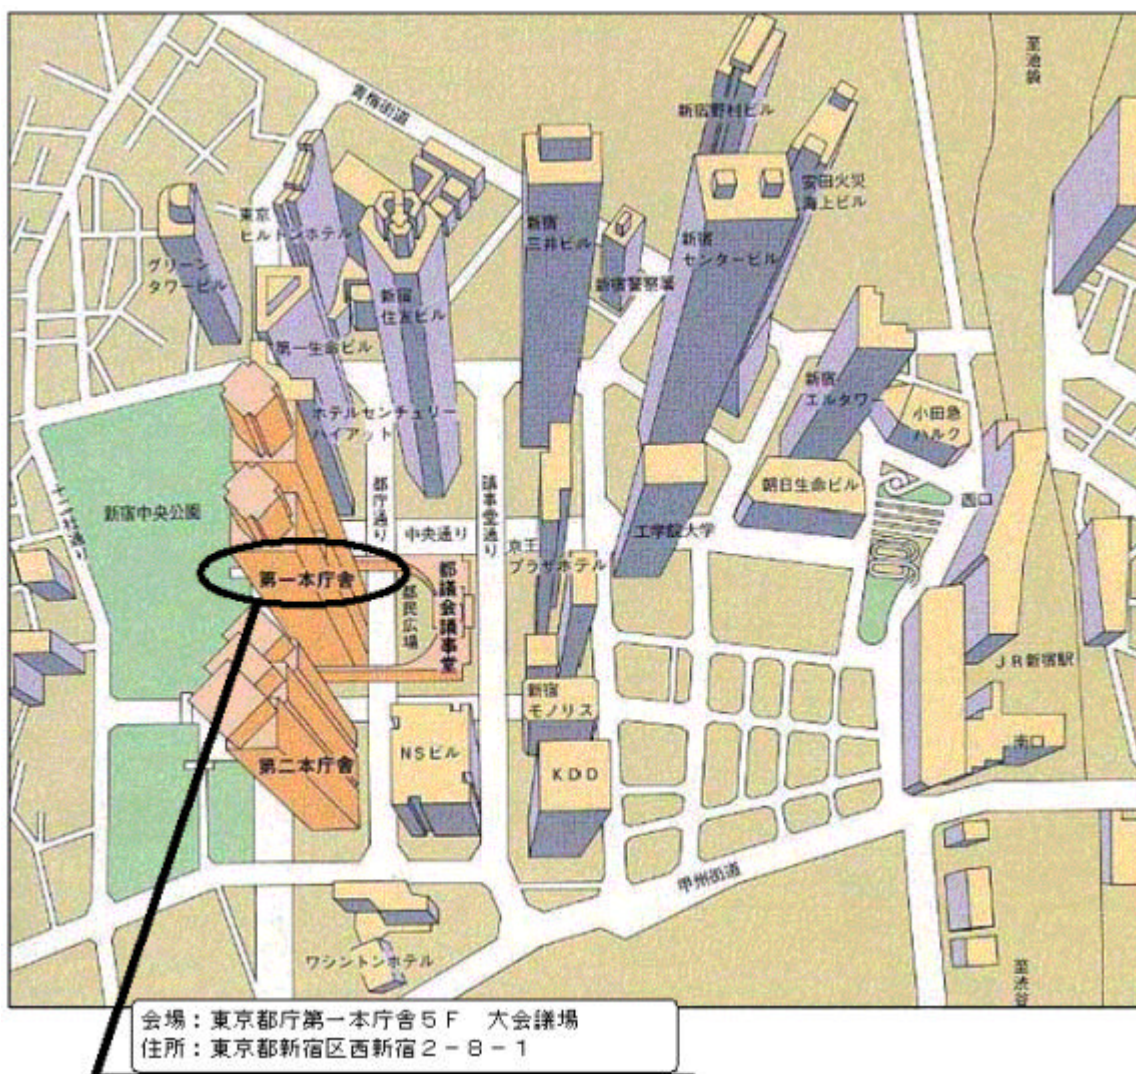 至池袋
青梅街道
新宿野村ビル
安田火災
海上ビル
東京
ヒルトンホテル
新宿
三井ビル
新宿
センタービル
グリーン
タワービル
新宿警察署
新宿
住友ビル
第一生命ビル
新宿
エルタワー
小田急
ハルク
ホテルセンチュリー
ハイアット
朝日生命ビル
西口
新宿中央公園
十二社通り
都庁通り
議事堂通り
中央通り
工学院大学
京王
プラザホテル
第一本庁舎
都民広場
都議会議事堂
JR新宿駅
新宿
モノリス
南口
NSビル
KDD
第二本庁舎
甲州街道
ワシントンホテル
至渋谷
会場：東京都庁第一本庁舎５Ｆ　大会議場
住所：東京都新宿区西新宿２－８－１